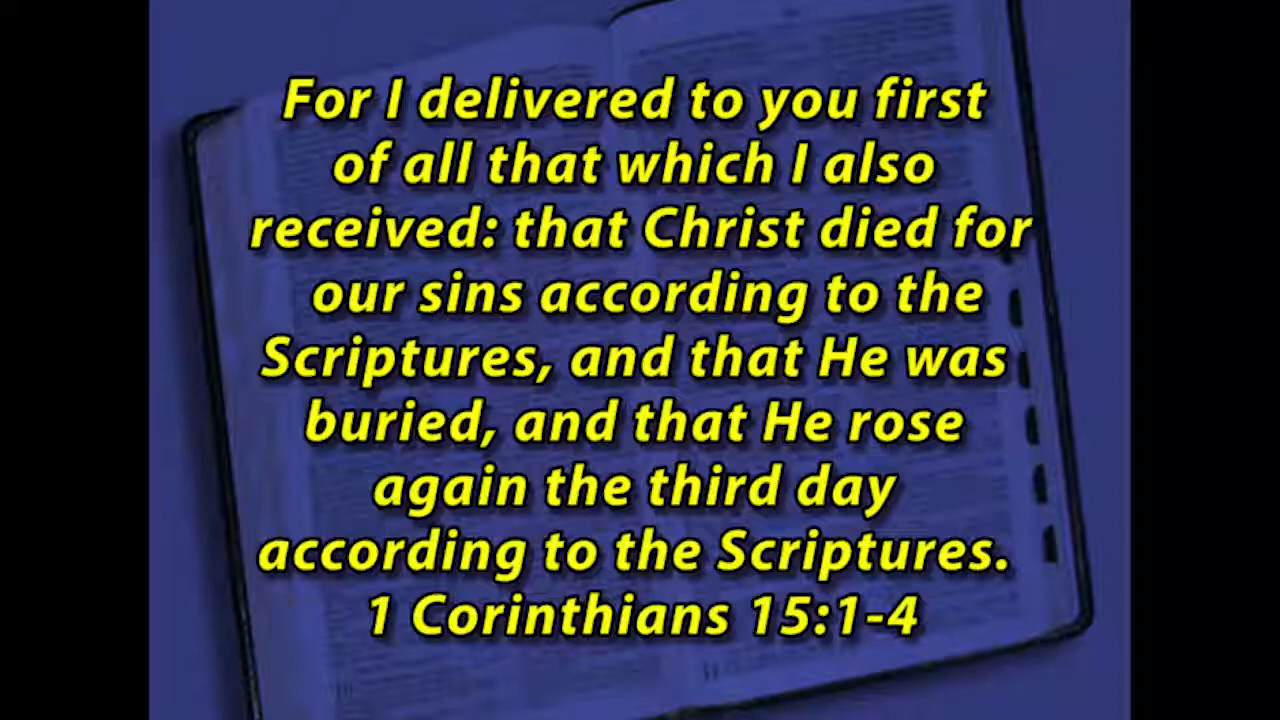 For I delivered to you first
of all that which I also
received: that Christ died for
our sins according to the
Scriptures, and that He was
buried, and that He rose
again the third day
according to the Scriptures.
1 Corinthians 15:1-4